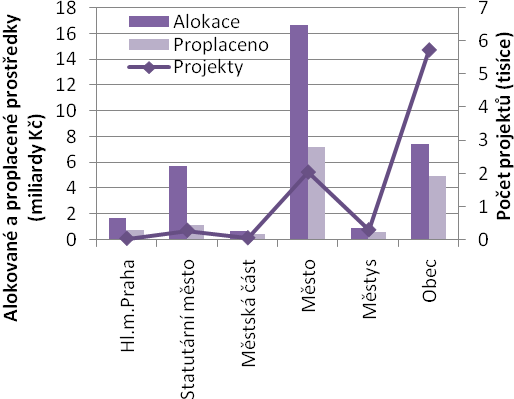 Alokované a proplacené prostředky
(miliardy Kč)
18
16
14
12
10
8
6
4
2
0
Alokace
Proplaceno
Projekty
7
6
5
4
3
2
1
0
Počet projektů (tisíce)
Hl.m.Praha
Statutární město
Městská část
Město
Městys
Obec